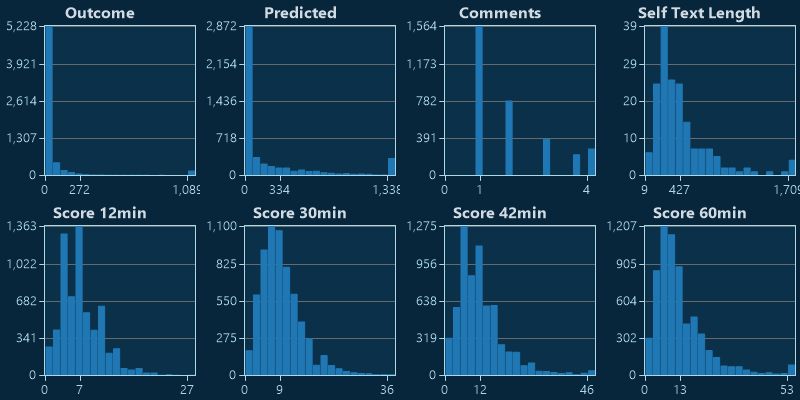 Outcome
5,228
3,921
2,614
1,307
0
0 272 1,089
Predicted
2,872
2,154
1,436
718
0
0 334 1,338
Comments
1,564
1,173
782
391
0
0 1 4
Self Text Length
39
29
20
10
0
9 427 1,709
Score 12min
1,363
1,022
682
341
0
0 7 27
Score 30min
1,100
825
550
275
0
0 9 36
Score 42min
1,275
956
638
319
0
0 12 46
Score 60min
1,207
905
604
302
0
0 13 53